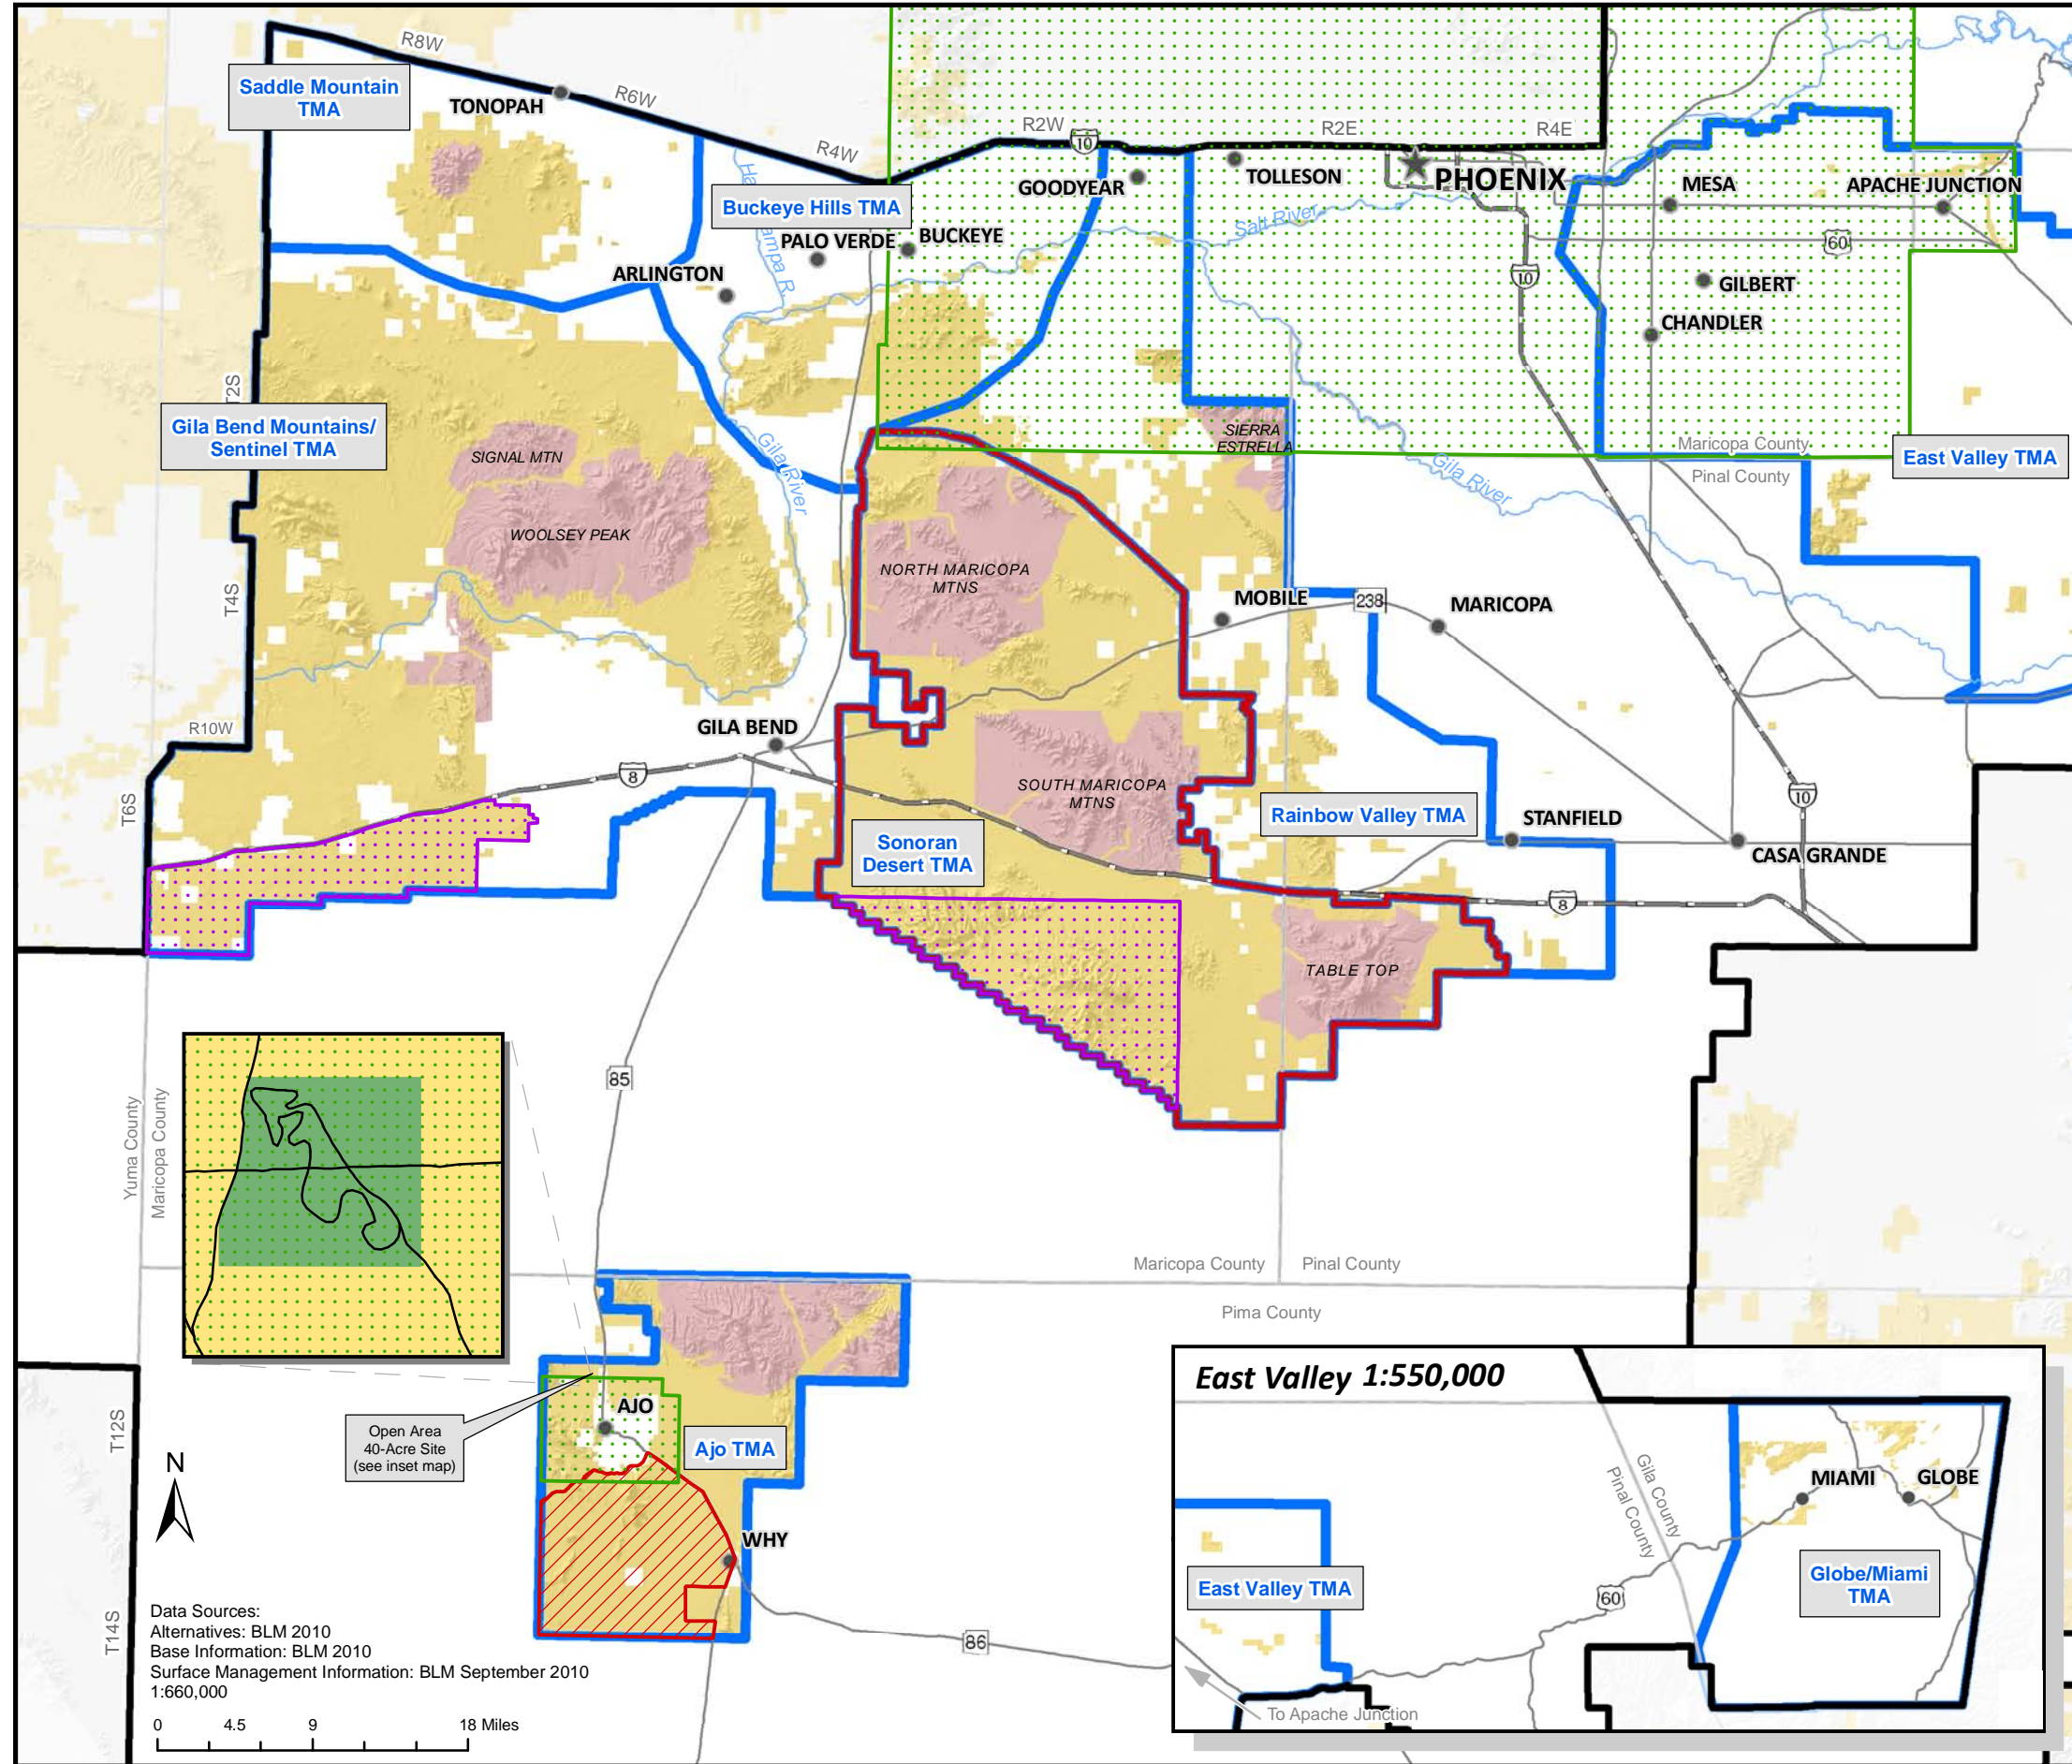 R8W
Saddle Mountain
TMA
TONOPAH
R6W
R4W
R2W
10
R2E
R4E
GOODYEAR
TOLLESON
PHOENIX
MESA
APACHE JUNCTION
Buckeye Hills TMA
PALO VERDE
BUCKEYE
Salt River
60
ARLINGTON
10
GILBERT
CHANDLER
T2S
Gila Bend Mountains/
Sentinel TMA
SIGNAL MTN
Gila River
SIERRA
ESTRELLA
Maricopa County
Pinal County
East Valley TMA
Gila River
WOOLSEY PEAK
NORTH MARICOPA
MTNS
T4S
MOBILE
238
MARICOPA
R10W
GILA BEND
8
SOUTH MARICOPA
MTNS
T6S
Rainbow Valley TMA
STANFIELD
10
Sonoran
Desert TMA
CASA GRANDE
8
TABLE TOP
85
Yuma County
Maricopa County
Maricopa County
Pinal County
Pima County
East Valley 1:550,000
AJO
Open Area
40-Acre Site
(see inset map)
Ajo TMA
T12S
N
WHY
Gila County
Pinal County
MIAMI
GLOBE
East Valley TMA
60
Globe/Miami
TMA
T14S
86
To Apache Junction
Data Sources:
Alternatives: BLM 2010
Base Information: BLM 2010
Surface Management Information: BLM September 2010
1:660,000
0 4.5 9 18 Miles